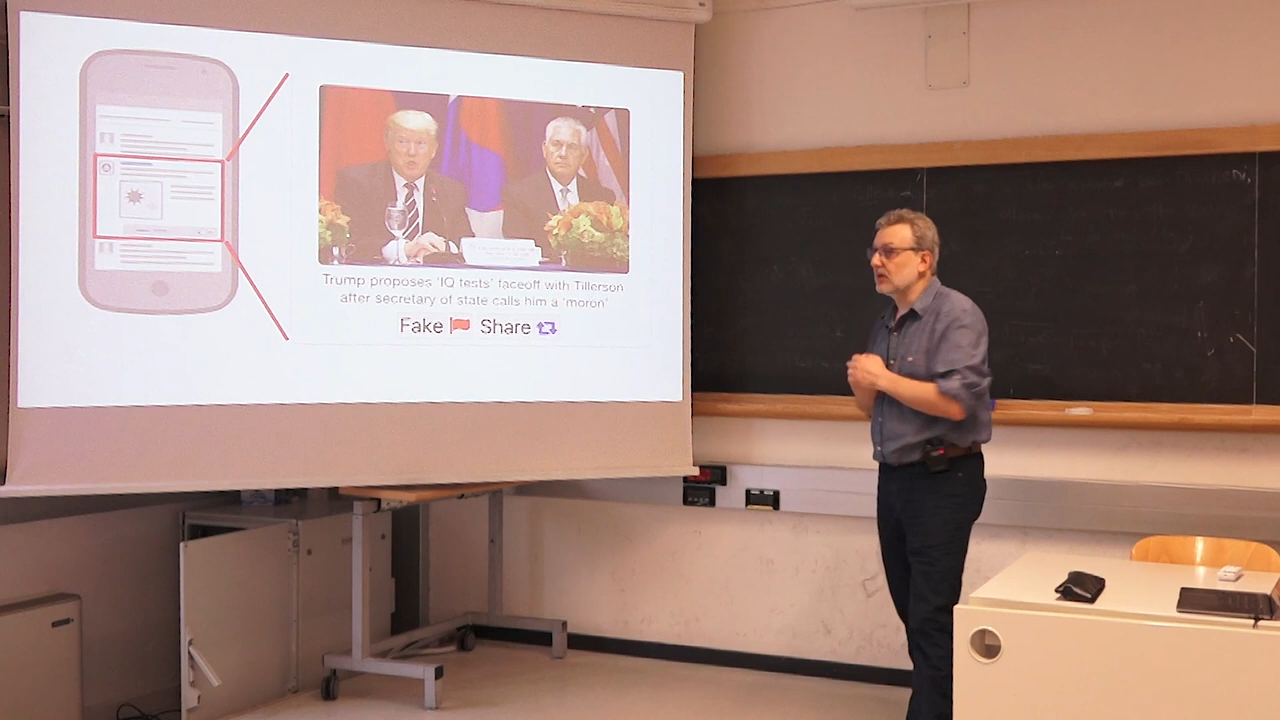 Trump proposes 'IQ tests' faceoff with Tillerson
after secretary of state calls him a 'moron'
Fake Share